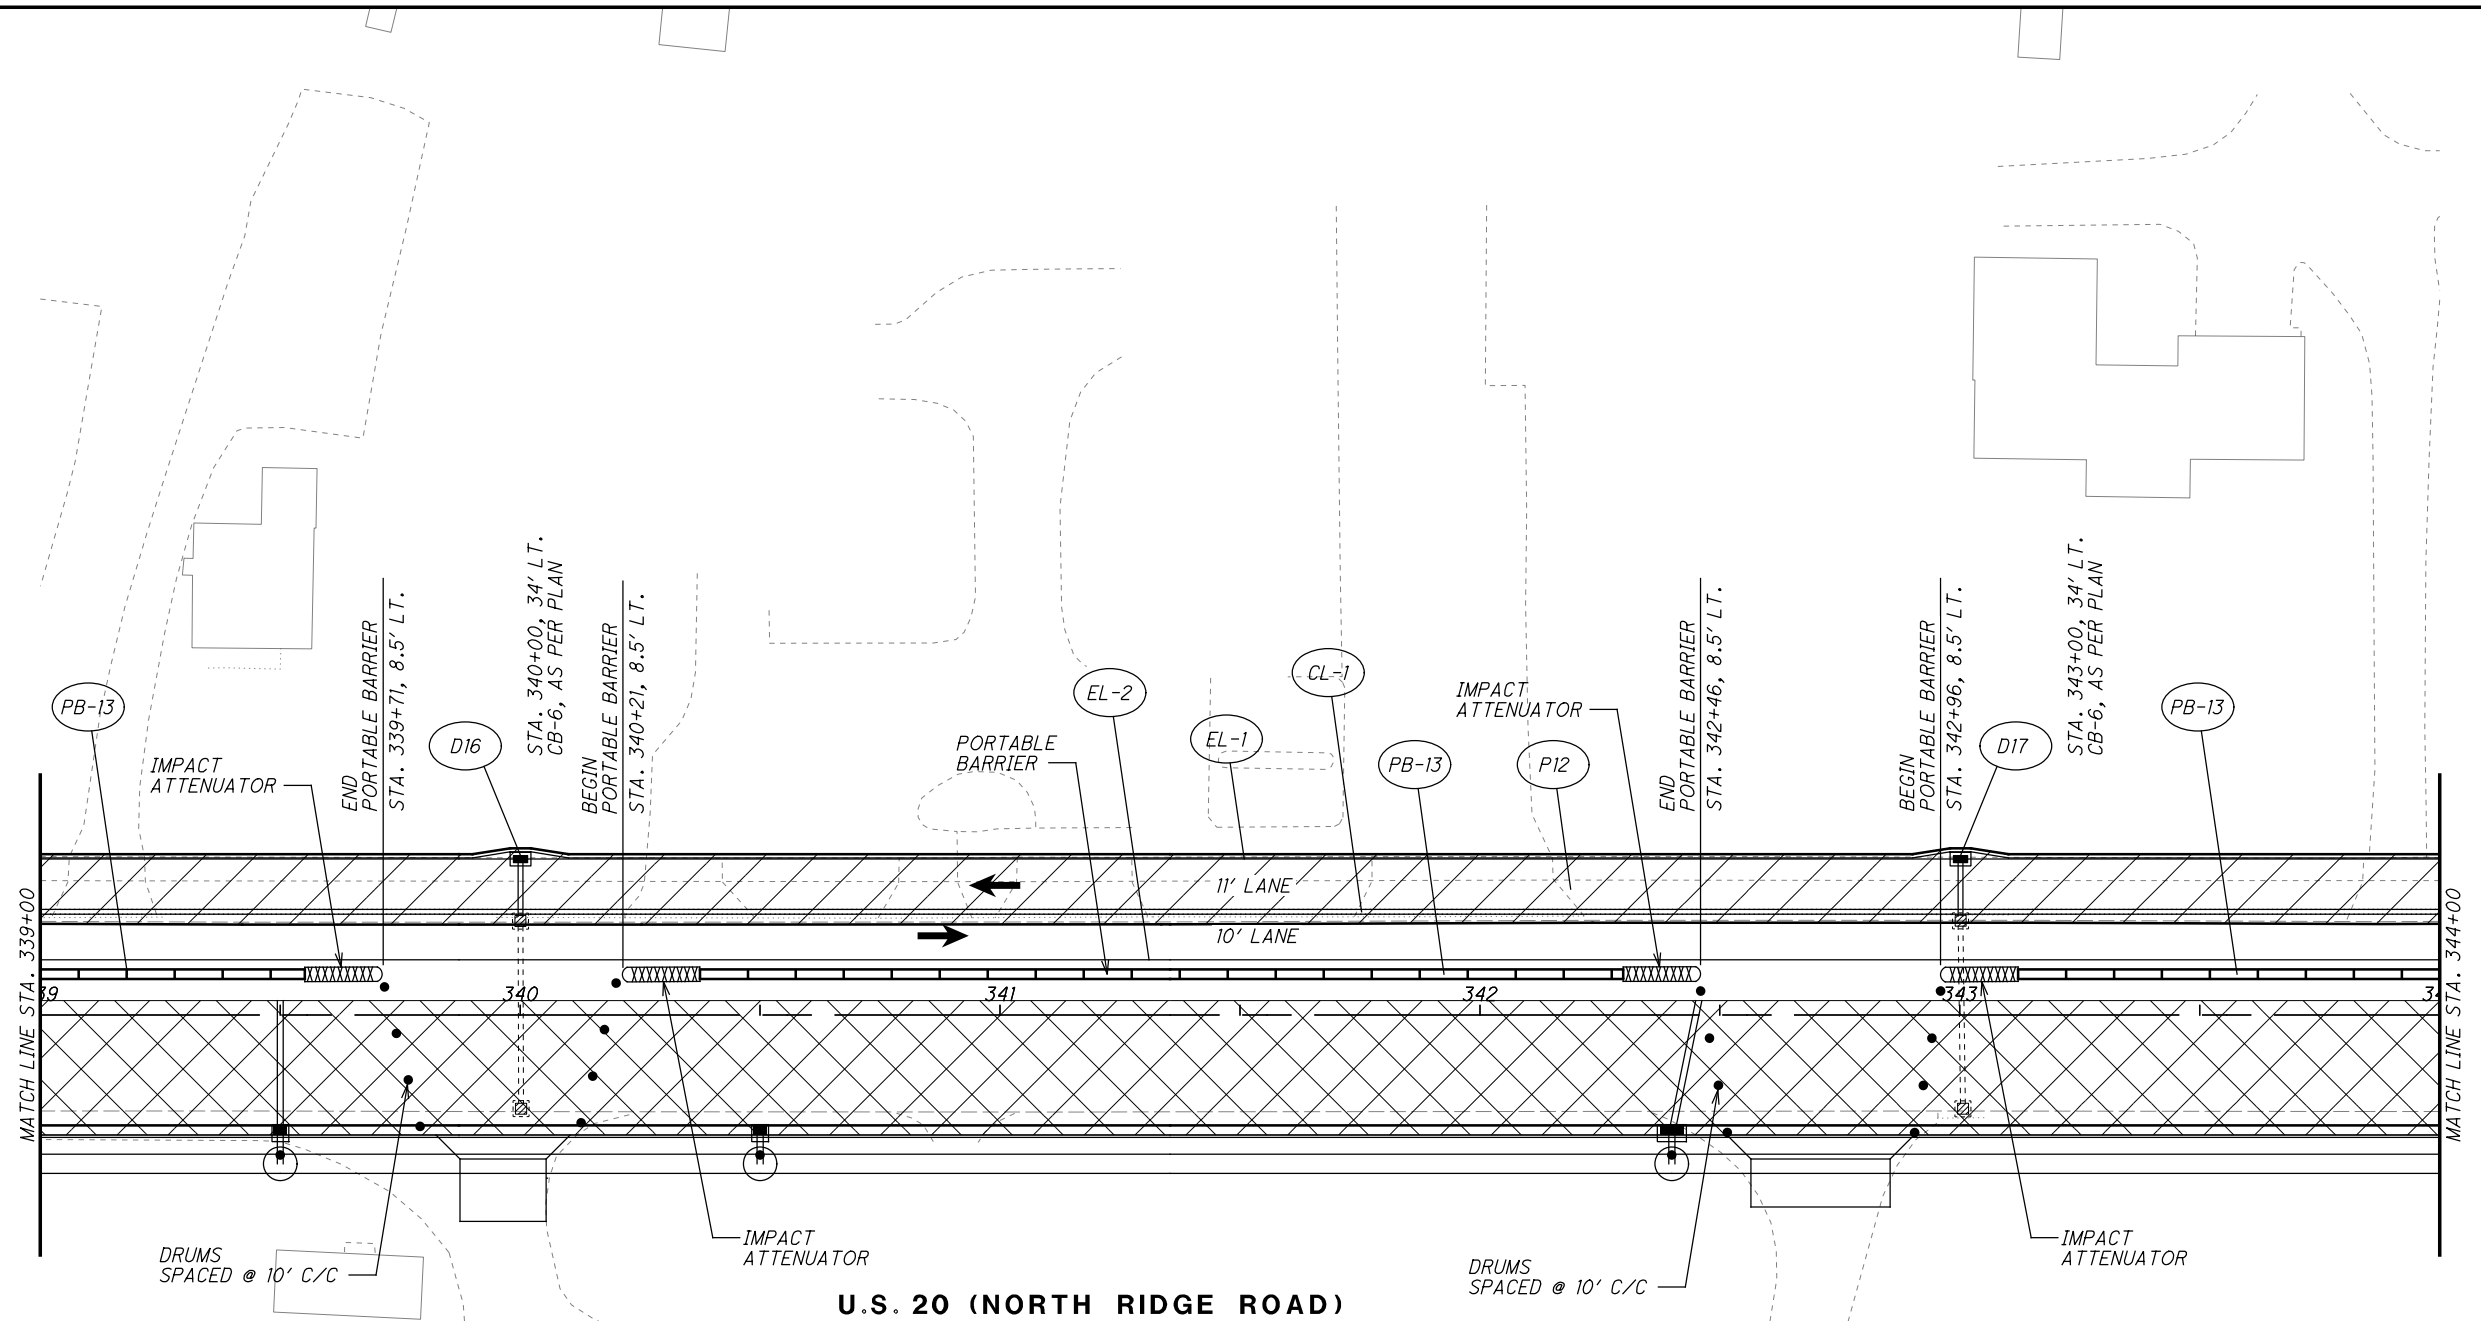 STA. 340+00, 34' LT.
CB-6, AS PER PLAN
STA. 343+00, 34' LT.
CB-6, AS PER PLAN
END
PORTABLE BARRIER
STA. 339+71, 8.5' LT.
BEGIN
PORTABLE BARRIER
STA. 340+21, 8.5' LT.
END
PORTABLE BARRIER
STA. 342+46, 8.5' LT.
BEGIN
PORTABLE BARRIER
STA. 342+96, 8.5' LT.
PB-13
D16
EL-2
CL-1
EL-1
PB-13
P12
D17
PB-13
IMPACT
ATTENUATOR
PORTABLE
BARRIER
IMPACT
ATTENUATOR
11' LANE
10' LANE
MATCH LINE STA. 339+00
MATCH LINE STA. 344+00
39
340
341
342
343
34
DRUMS
SPACED @ 10' C/C
IMPACT
ATTENUATOR
DRUMS
SPACED @ 10' C/C
IMPACT
ATTENUATOR
U.S. 20 (NORTH RIDGE ROAD)